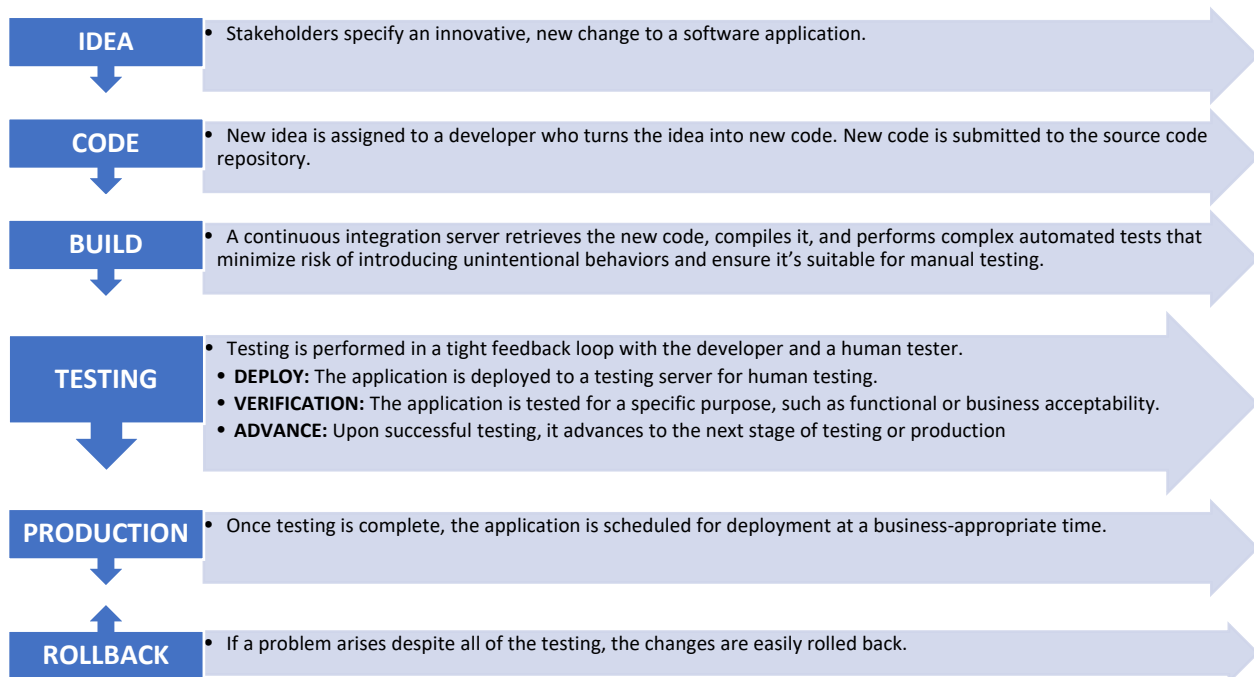 IDEA
• Stakeholders specify an innovative, new change to a software application.
CODE
• New idea is assigned to a developer who turns the idea into new code. New code is submitted to the source code
repository.
BUILD
• A continuous integration server retrieves the new code, compiles it, and performs complex automated tests that
minimize risk of introducing unintentional behaviors and ensure it’s suitable for manual testing.
TESTING
• Testing is performed in a tight feedback loop with the developer and a human tester.
• DEPLOY: The application is deployed to a testing server for human testing.
• VERIFICATION: The application is tested for a specific purpose, such as functional or business acceptability.
• ADVANCE: Upon successful testing, it advances to the next stage of testing or production
PRODUCTION
• Once testing is complete, the application is scheduled for deployment at a business-appropriate time.
ROLLBACK
• If a problem arises despite all of the testing, the changes are easily rolled back.